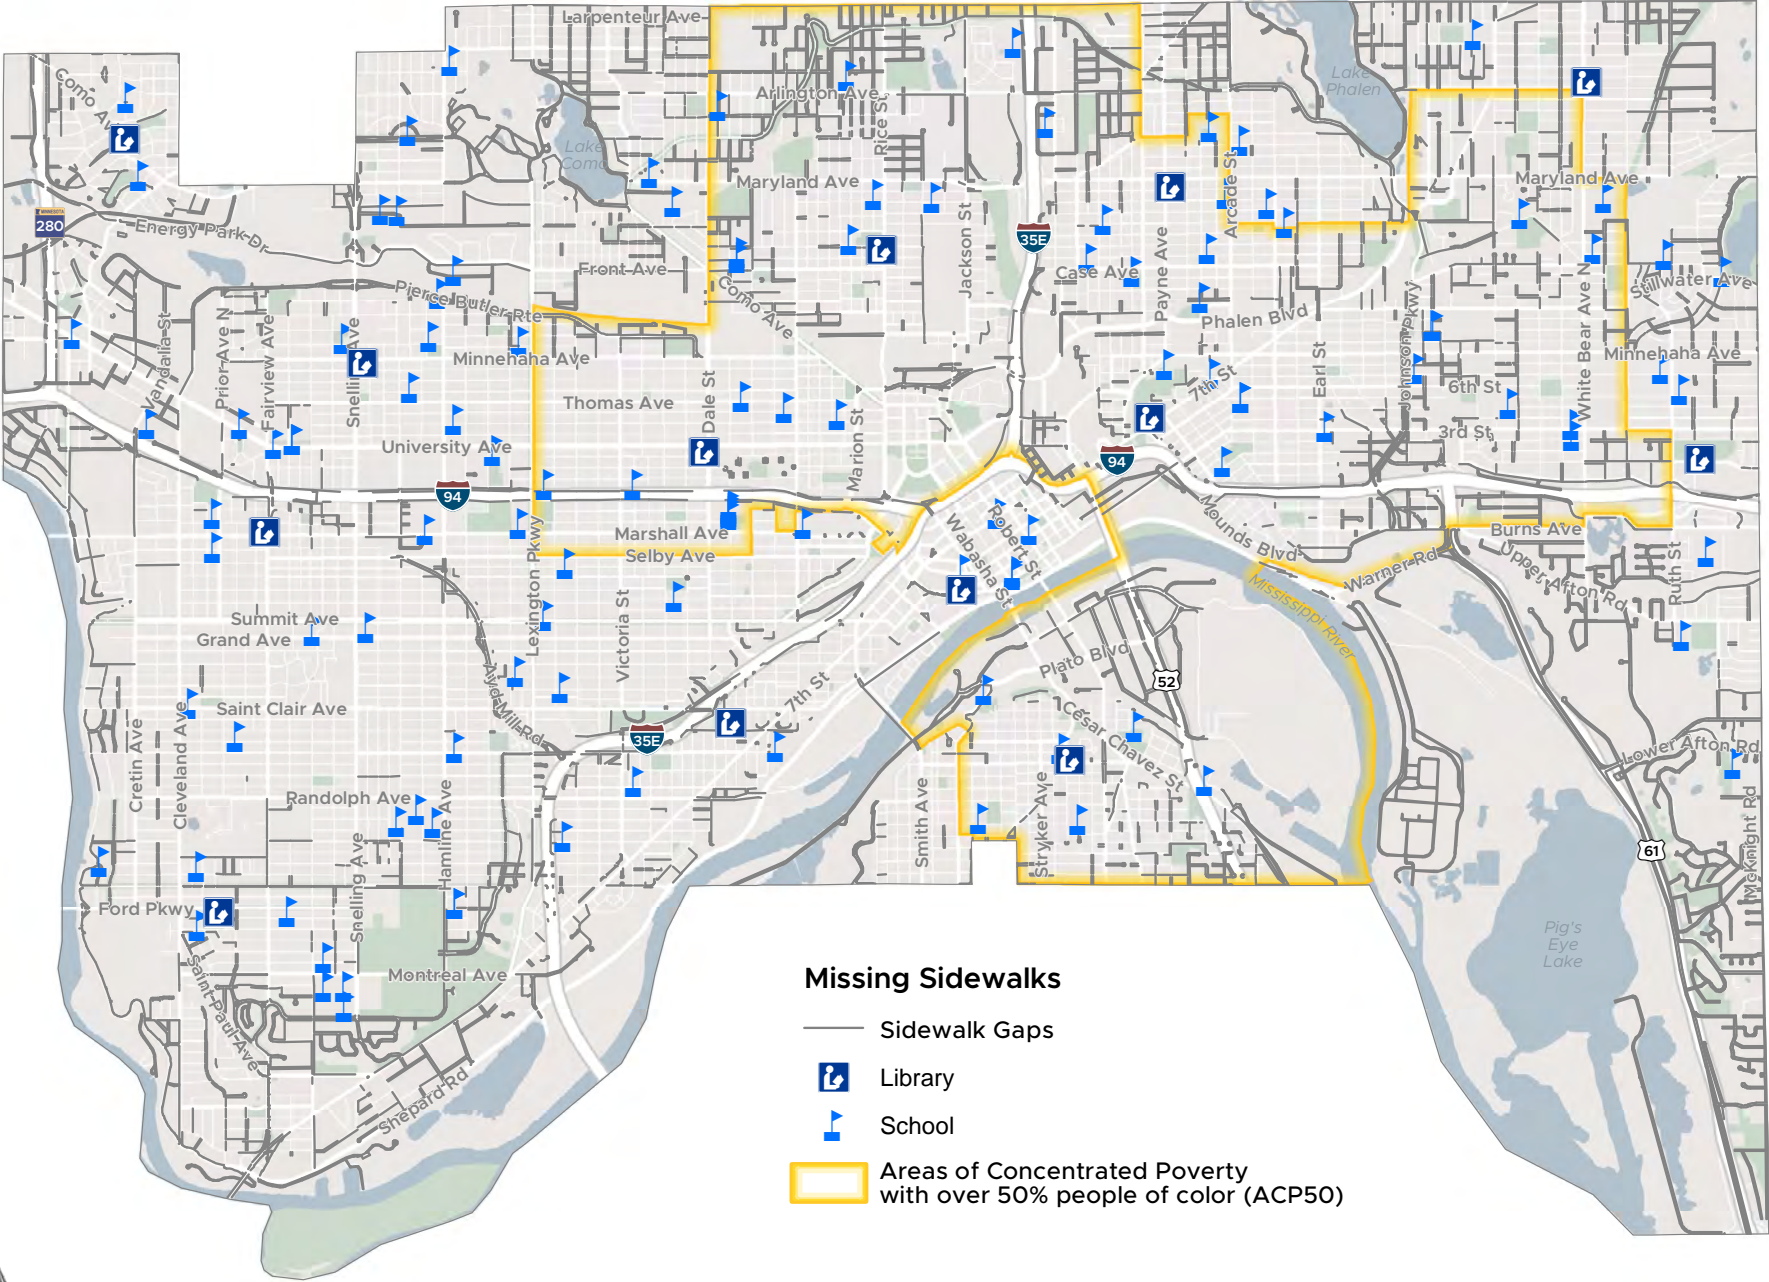 Larpenteur Ave
Como Av
Arlington Ave
Rice St
Lake
Phalen
Lake
Como
Maryland Ave
Maryland Ave
MINNESOTA
280
Energy Park Dr
Front Ave
Jackson St
35E
Arcade St
Case Ave
Payne Ave
Stillwater Ave
Pierce Butler Rte
Como Ave
Phalen Blvd
Johnson Pkwy
White Bear Ave N
Vandalia St
Prior Ave N
Fairview Ave
Snelling Ave
Minnehaha Ave
Minnehaha Ave
Earl St
Thomas Ave
Dale St
7th St
6th St
University Ave
Marion St
3rd St
94
94
Marshall Ave
Selby Ave
Lexington Pkwy
Wabasha St
Robert St
Mounds Blvd
Burns Ave
Warner Rd
Upper Afton Rd
Ruth St
Mississippi River
Summit Ave
Grand Ave
Victoria St
Plato Blvd
52
Ayd Mill Rd
Saint Clair Ave
7th St
35E
César Chavez St
Lower Afton Rd
Cretin Ave
Cleveland Ave
Randolph Ave
Hamline Ave
Smith Ave
Stryker Ave
61
McKnight Rd
Snelling Ave
Ford Pkwy
Pig's
Eye
Lake
Montreal Ave
Saint Paul Ave
Shepard Rd
Missing Sidewalks
Sidewalk Gaps
Library
School
Areas of Concentrated Poverty
with over 50% people of color (ACP50)